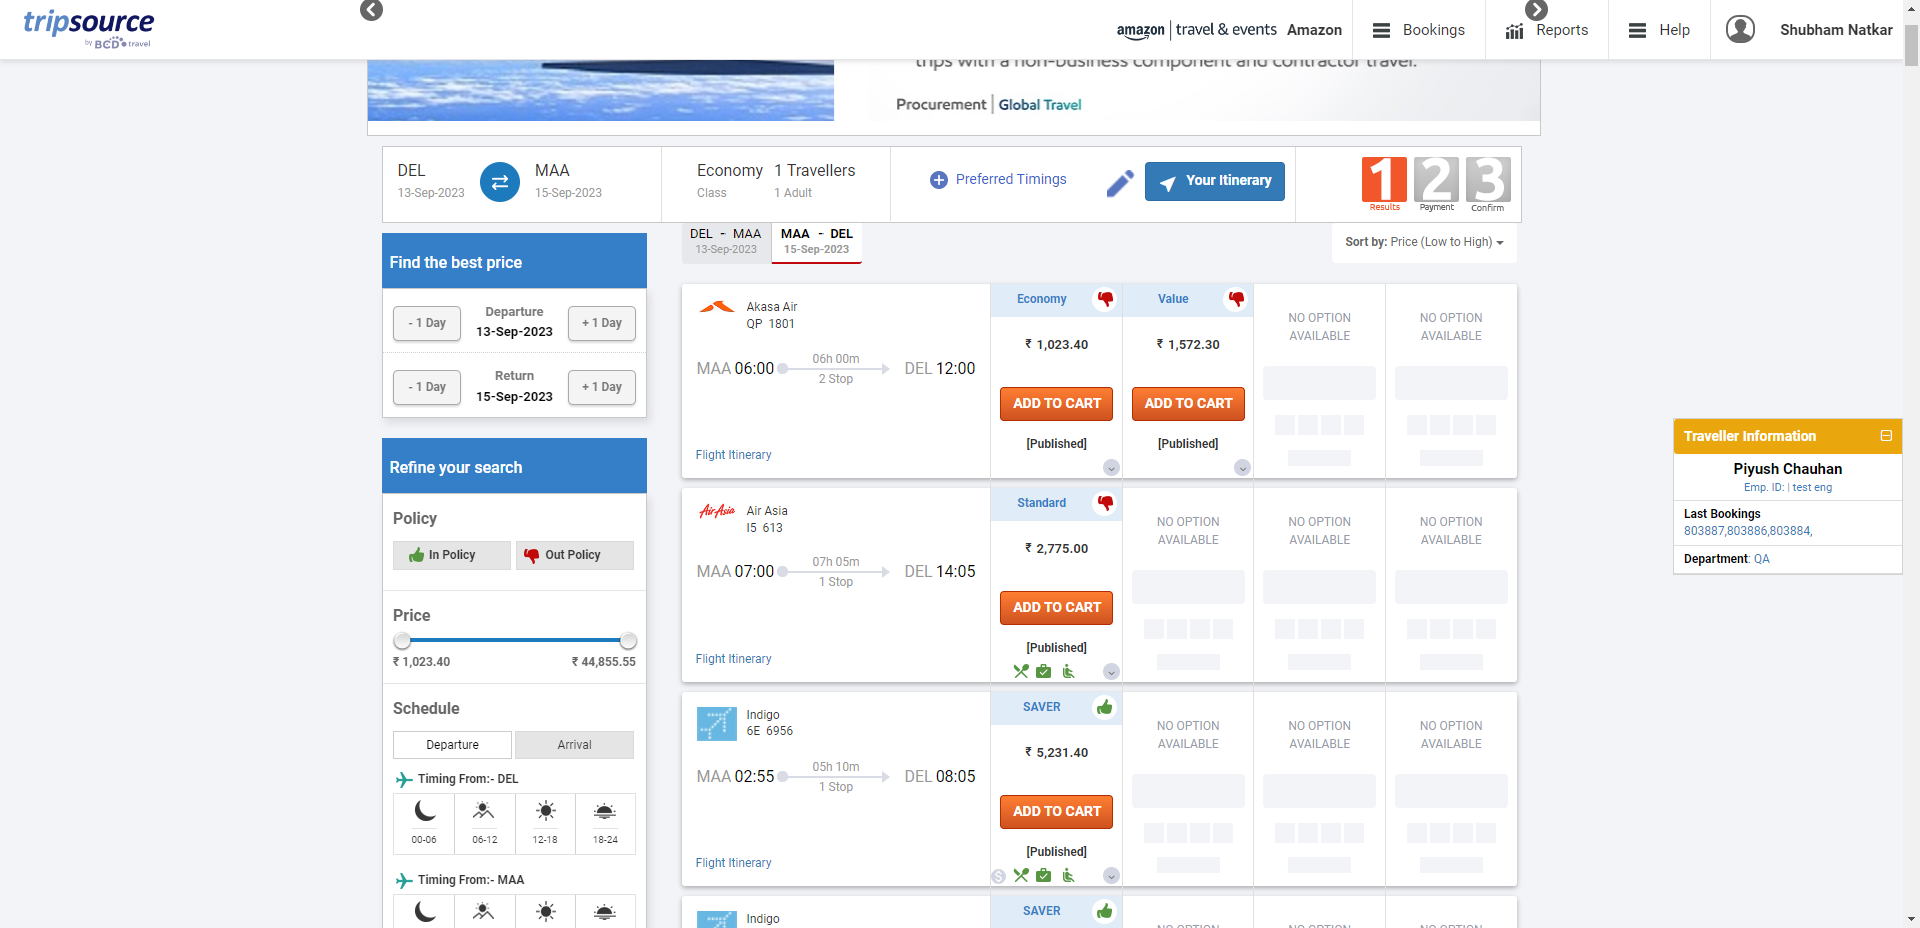 tripsource
by BCD travel
amazon | travel & events Amazon
Bookings
Reports
Help
Shubham Natkar
trips with a non-business component and contractor travel.
Procurement | Global Travel
DEL
13-Sep-2023
MAA
15-Sep-2023
Economy
Class
1 Travellers
1 Adult
Preferred Timings
Your Itinerary
1 2 3
Results Payment Confirm
Find the best price
- 1 Day
Departure
13-Sep-2023
+ 1 Day
- 1 Day
Return
15-Sep-2023
+ 1 Day
Refine your search
Policy
In Policy
Out Policy
Price
₹ 1,023.40
₹ 44,855.55
Schedule
Departure
Arrival
Timing From:- DEL
00-06
06-12
12-18
18-24
Timing From:- MAA
DEL - MAA
13-Sep-2023
MAA - DEL
15-Sep-2023
Sort by: Price (Low to High)
Akasa Air
QP 1801
MAA 06:00
06h 00m
2 Stop
DEL 12:00
Flight Itinerary
Economy
₹ 1,023.40
ADD TO CART
[Published]
Value
₹ 1,572.30
ADD TO CART
[Published]
NO OPTION
AVAILABLE
NO OPTION
AVAILABLE
AirAsia
Air Asia
I5 613
MAA 07:00
07h 05m
1 Stop
DEL 14:05
Flight Itinerary
Standard
₹ 2,775.00
ADD TO CART
[Published]
NO OPTION
AVAILABLE
NO OPTION
AVAILABLE
NO OPTION
AVAILABLE
Indigo
6E 6956
MAA 02:55
05h 10m
1 Stop
DEL 08:05
Flight Itinerary
SAVER
₹ 5,231.40
ADD TO CART
[Published]
NO OPTION
AVAILABLE
NO OPTION
AVAILABLE
NO OPTION
AVAILABLE
Indigo
SAVER
NO OPTION
NO OPTION
NO OPTION
Traveller Information
Piyush Chauhan
Emp. ID: | test eng
Last Bookings
803887,803886,803884,
Department: QA